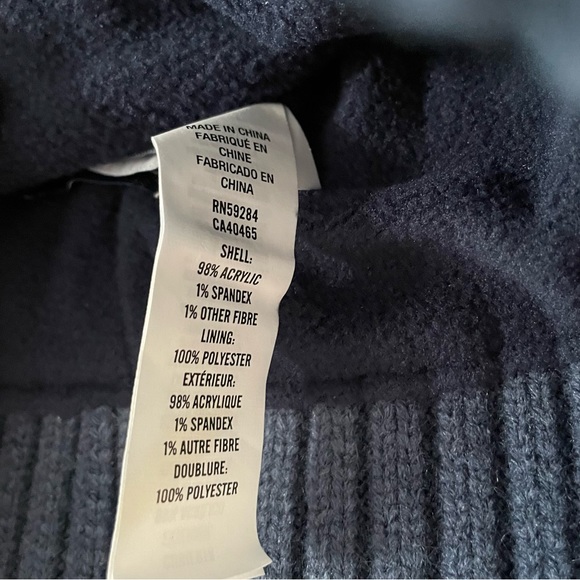 MADE IN CHINA
FABRIQUÉ EN
CHINE
FABRICADO EN
CHINA
RN59284
CA40465
SHELL:
98% ACRYLIC
1% SPANDEX
1% OTHER FIBRE
LINING:
100% POLYESTER
EXTÉRIEUR:
98% ACRYLIQUE
1% SPANDEX
1% AUTRE FIBRE
DOUBLURE:
100% POLYESTER